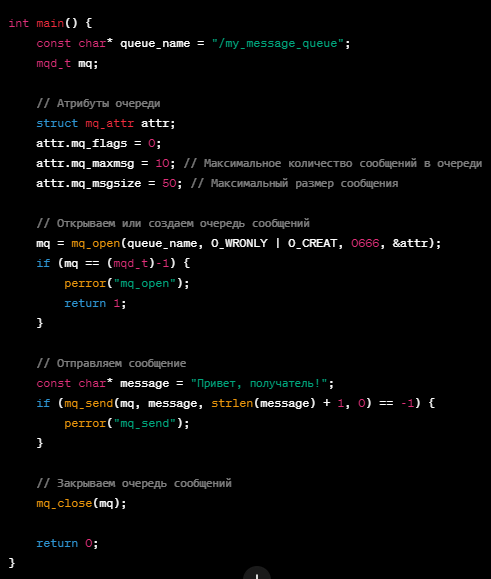 int main() {
    const char* queue_name = "/my_message_queue";
    mqd_t mq;

    // Атрибуты очереди
    struct mq_attr attr;
    attr.mq_flags = 0;
    attr.mq_maxmsg = 10; // Максимальное количество сообщений в очереди
    attr.mq_msgsize = 50; // Максимальный размер сообщения

    // Открываем или создаем очередь сообщений
    mq = mq_open(queue_name, O_WRONLY | O_CREAT, 0666, &attr);
    if (mq == (mqd_t)-1) {
        perror("mq_open");
        return 1;
    }

    // Отправляем сообщение
    const char* message = "Привет, получатель!";
    if (mq_send(mq, message, strlen(message) + 1, 0) == -1) {
        perror("mq_send");
    }

    // Закрываем очередь сообщений
    mq_close(mq);

    return 0;
}